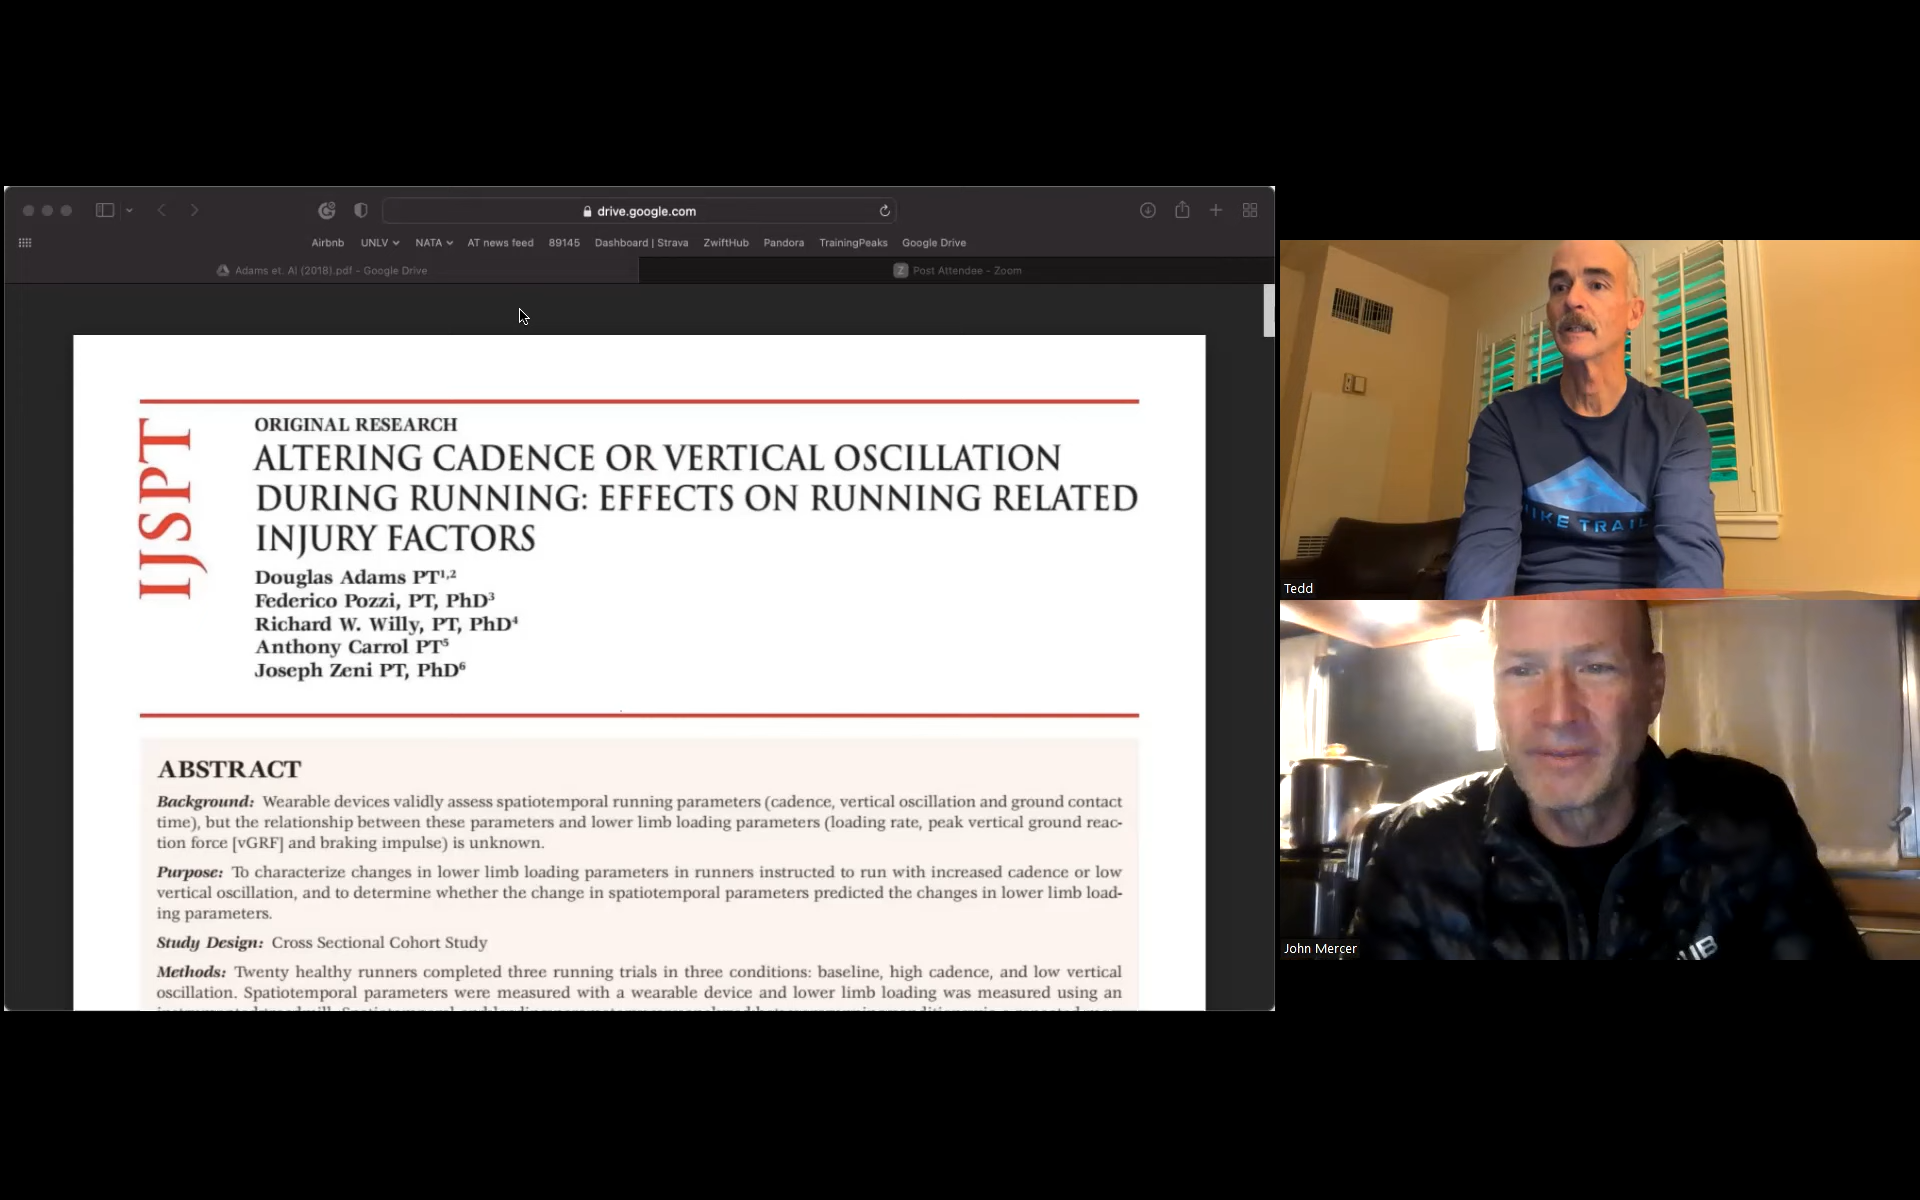 drive.google.com
Airbnb UNLV NATA AT news feed 89145 Dashboard | Strava ZwiftHub Pandora TrainingPeaks Google Drive
Adams et. Al (2018).pdf - Google Drive
Z Post Attendee - Zoom
IJSPT
ORIGINAL RESEARCH
ALTERING CADENCE OR VERTICAL OSCILLATION
DURING RUNNING: EFFECTS ON RUNNING RELATED
INJURY FACTORS
Douglas Adams PT1,2
Federico Pozzi, PT, PhD3
Richard W. Willy, PT, PhD4
Anthony Carrol PT5
Joseph Zeni PT, PhD6
ABSTRACT
Background: Wearable devices validly assess spatiotemporal running parameters (cadence, vertical oscillation and ground contact
time), but the relationship between these parameters and lower limb loading parameters (loading rate, peak vertical ground reac-
tion force [vGRF] and braking impulse) is unknown.
Purpose: To characterize changes in lower limb loading parameters in runners instructed to run with increased cadence or low
vertical oscillation, and to determine whether the change in spatiotemporal parameters predicted the changes in lower limb load-
ing parameters.
Study Design: Cross Sectional Cohort Study
Methods: Twenty healthy runners completed three running trials in three conditions: baseline, high cadence, and low vertical
oscillation. Spatiotemporal parameters were measured with a wearable device and lower limb loading was measured using an
TRAIL
Tedd
UB
John Mercer